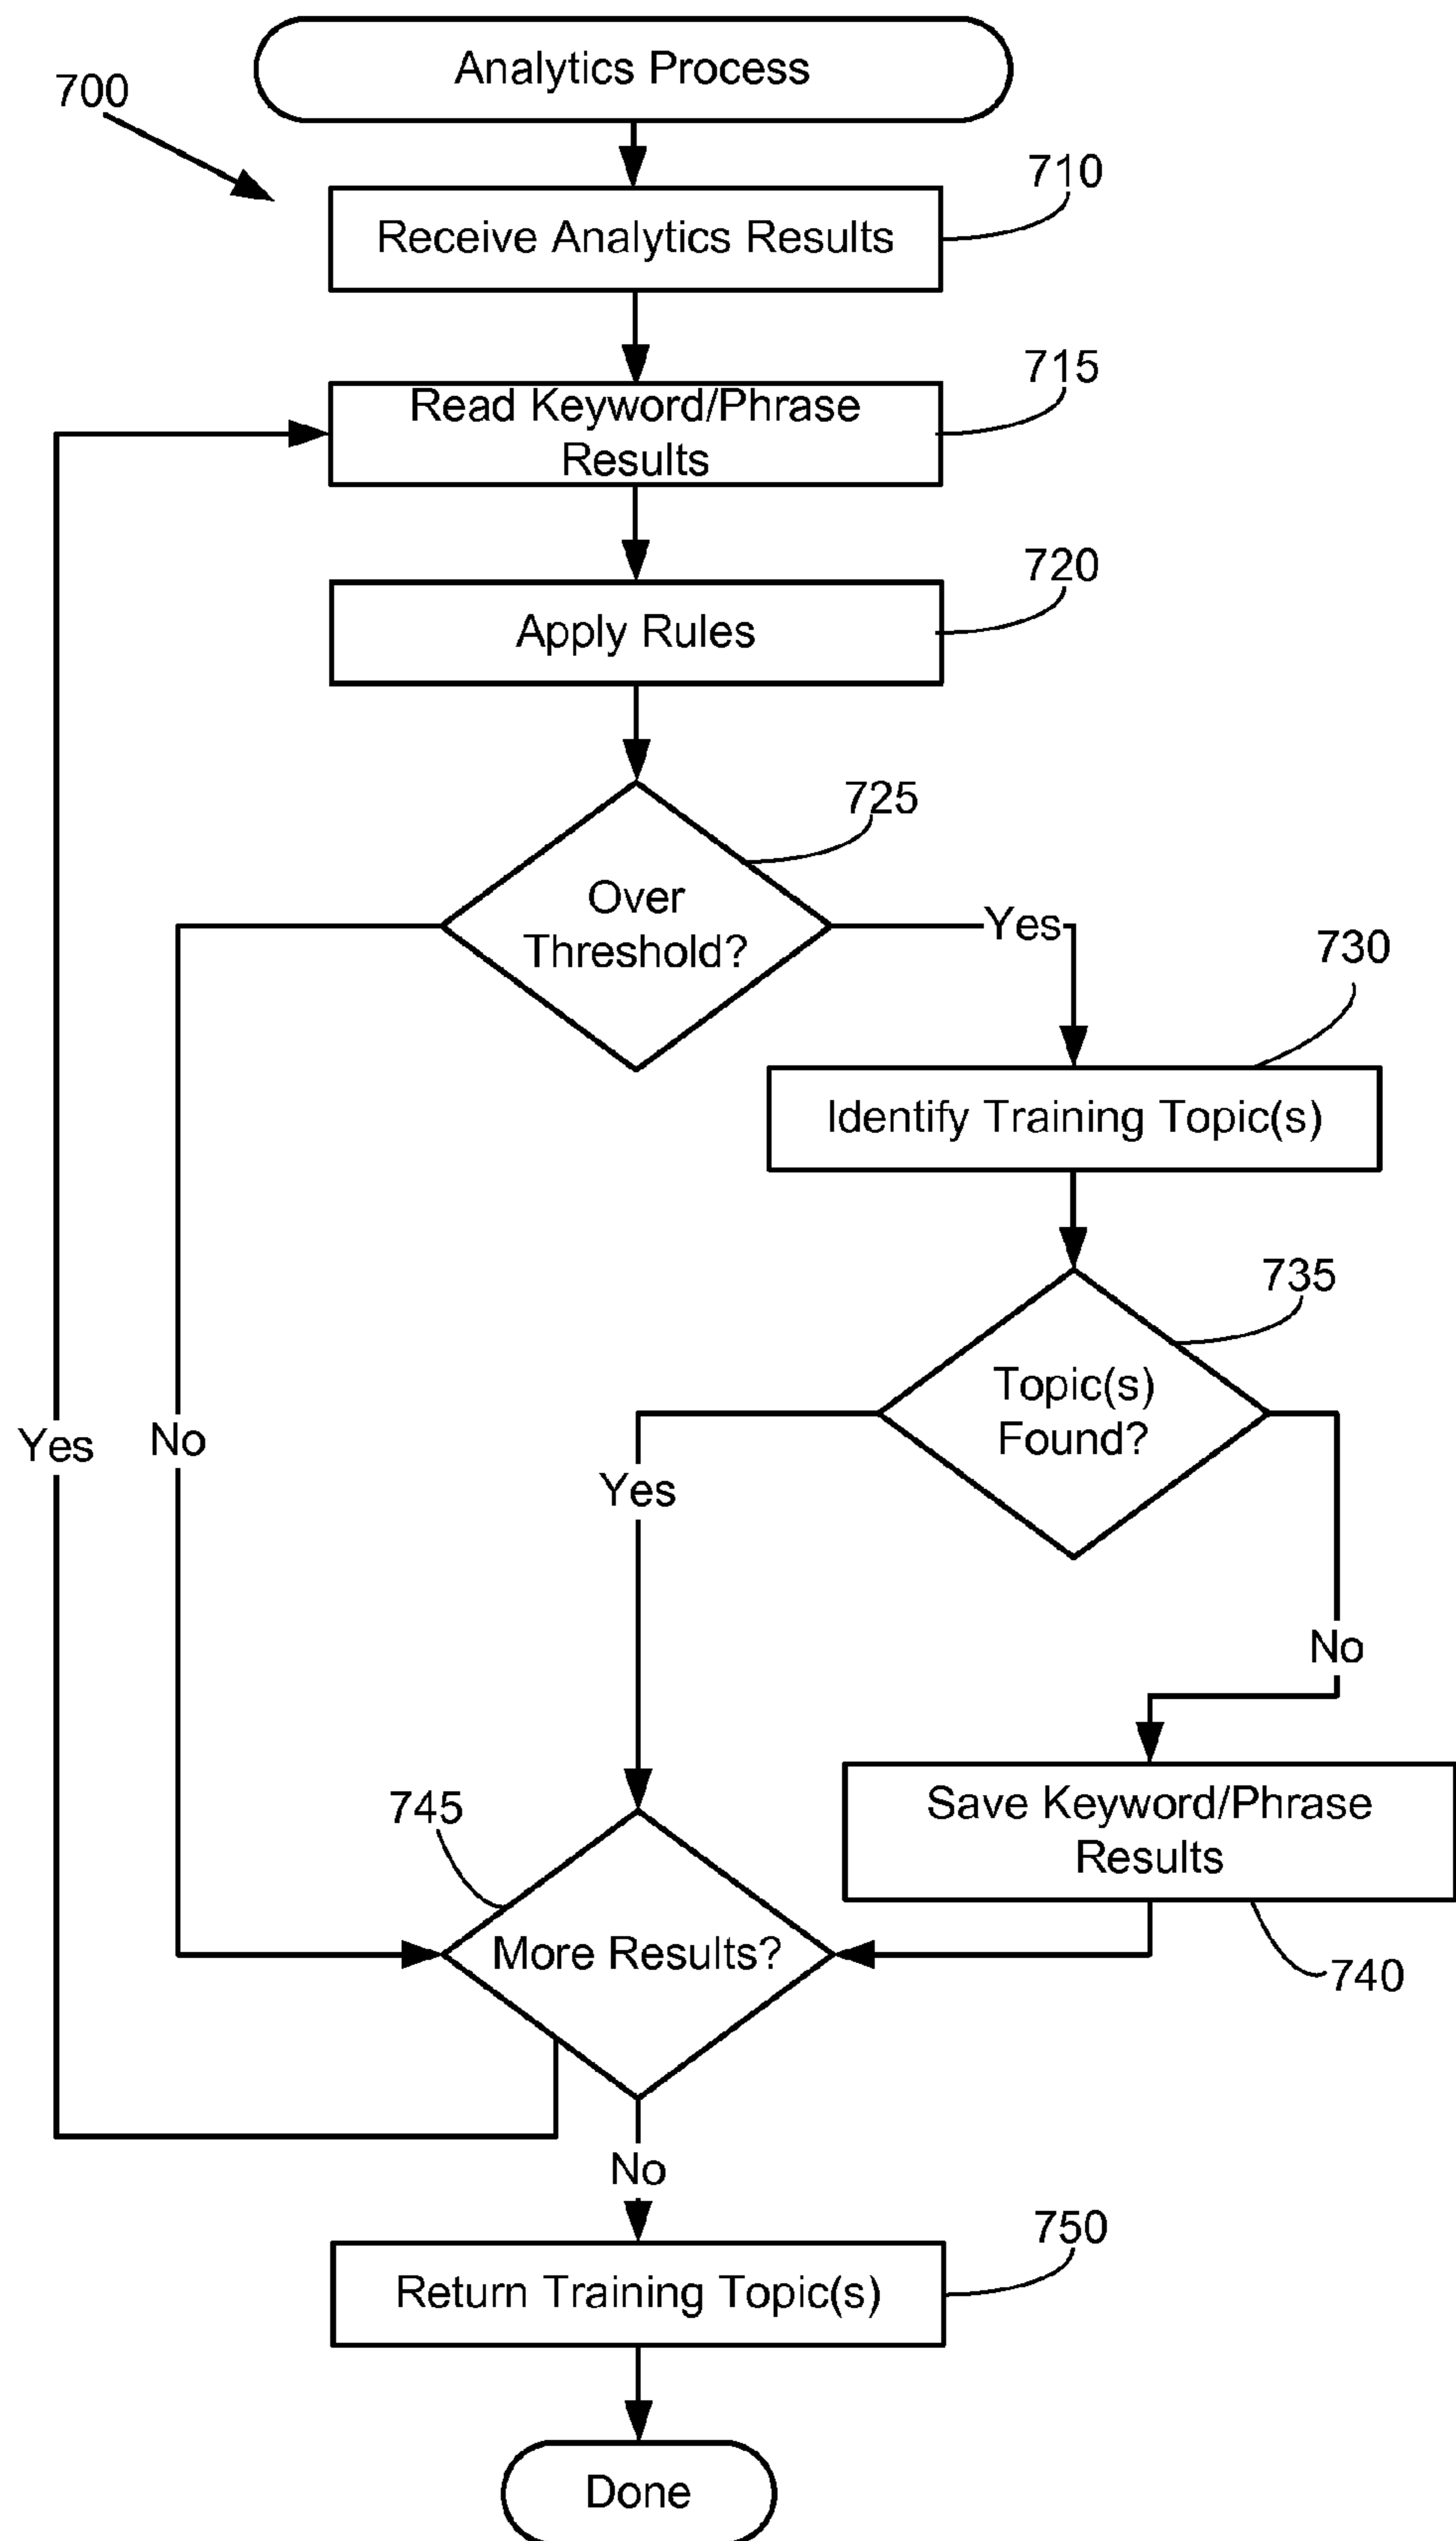 Analytics Process
700
710
Receive Analytics Results
715
Read Keyword/Phrase
Results
720
Apply Rules
725
Over
Threshold?
Yes
730
Identify Training Topic(s)
735
Topic(s)
Found?
Yes
No
Yes
No
745
Save Keyword/Phrase
Results
More Results?
740
No
750
Return Training Topic(s)
Done